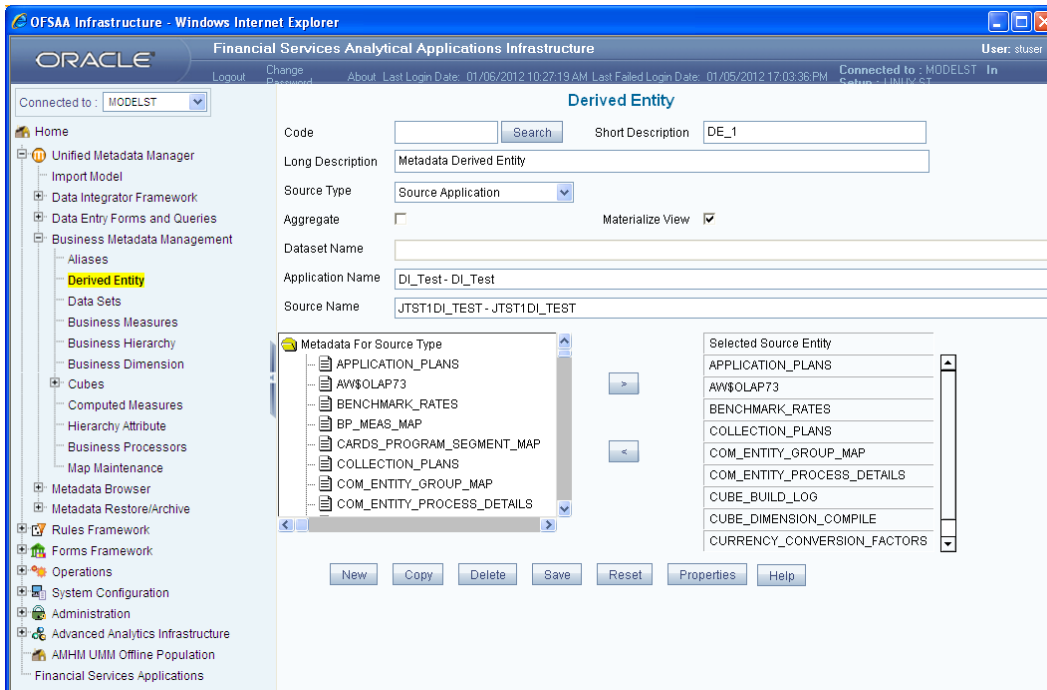 OFSAA Infrastructure - Windows Internet Explorer
ORACLE
Financial Services Analytical Applications Infrastructure
User: stuser
Logout
Change Password
About
Last Login Date: 01/06/2012 10:27:19 AM
Last Failed Login Date: 01/05/2012 17:03:36:PM
Connected to : MODELST In
Setup : LINUX ST
Connected to : MODELST
Home
Unified Metadata Manager
Import Model
Data Integrator Framework
Data Entry Forms and Queries
Business Metadata Management
Aliases
Derived Entity
Data Sets
Business Measures
Business Hierarchy
Business Dimension
Cubes
Computed Measures
Hierarchy Attribute
Business Processors
Map Maintenance
Metadata Browser
Metadata Restore/Archive
Rules Framework
Forms Framework
Operations
System Configuration
Administration
Advanced Analytics Infrastructure
AMHM UMM Offline Population
Financial Services Applications
Derived Entity
Code
Search
Short Description
DE_1
Long Description
Metadata Derived Entity
Source Type
Source Application
Aggregate
Materialize View
Dataset Name
Application Name
DI_Test - DI_Test
Source Name
JTST1DI_TEST - JTST1DI_TEST
Metadata For Source Type
APPLICATION_PLANS
AW$OLAP73
BENCHMARK_RATES
BP_MEAS_MAP
CARDS_PROGRAM_SEGMENT_MAP
COLLECTION_PLANS
COM_ENTITY_GROUP_MAP
COM_ENTITY_PROCESS_DETAILS
>
<
Selected Source Entity
APPLICATION_PLANS
AW$OLAP73
BENCHMARK_RATES
COLLECTION_PLANS
COM_ENTITY_GROUP_MAP
COM_ENTITY_PROCESS_DETAILS
CUBE_BUILD_LOG
CUBE_DIMENSION_COMPILE
CURRENCY_CONVERSION_FACTORS
New
Copy
Delete
Save
Reset
Properties
Help